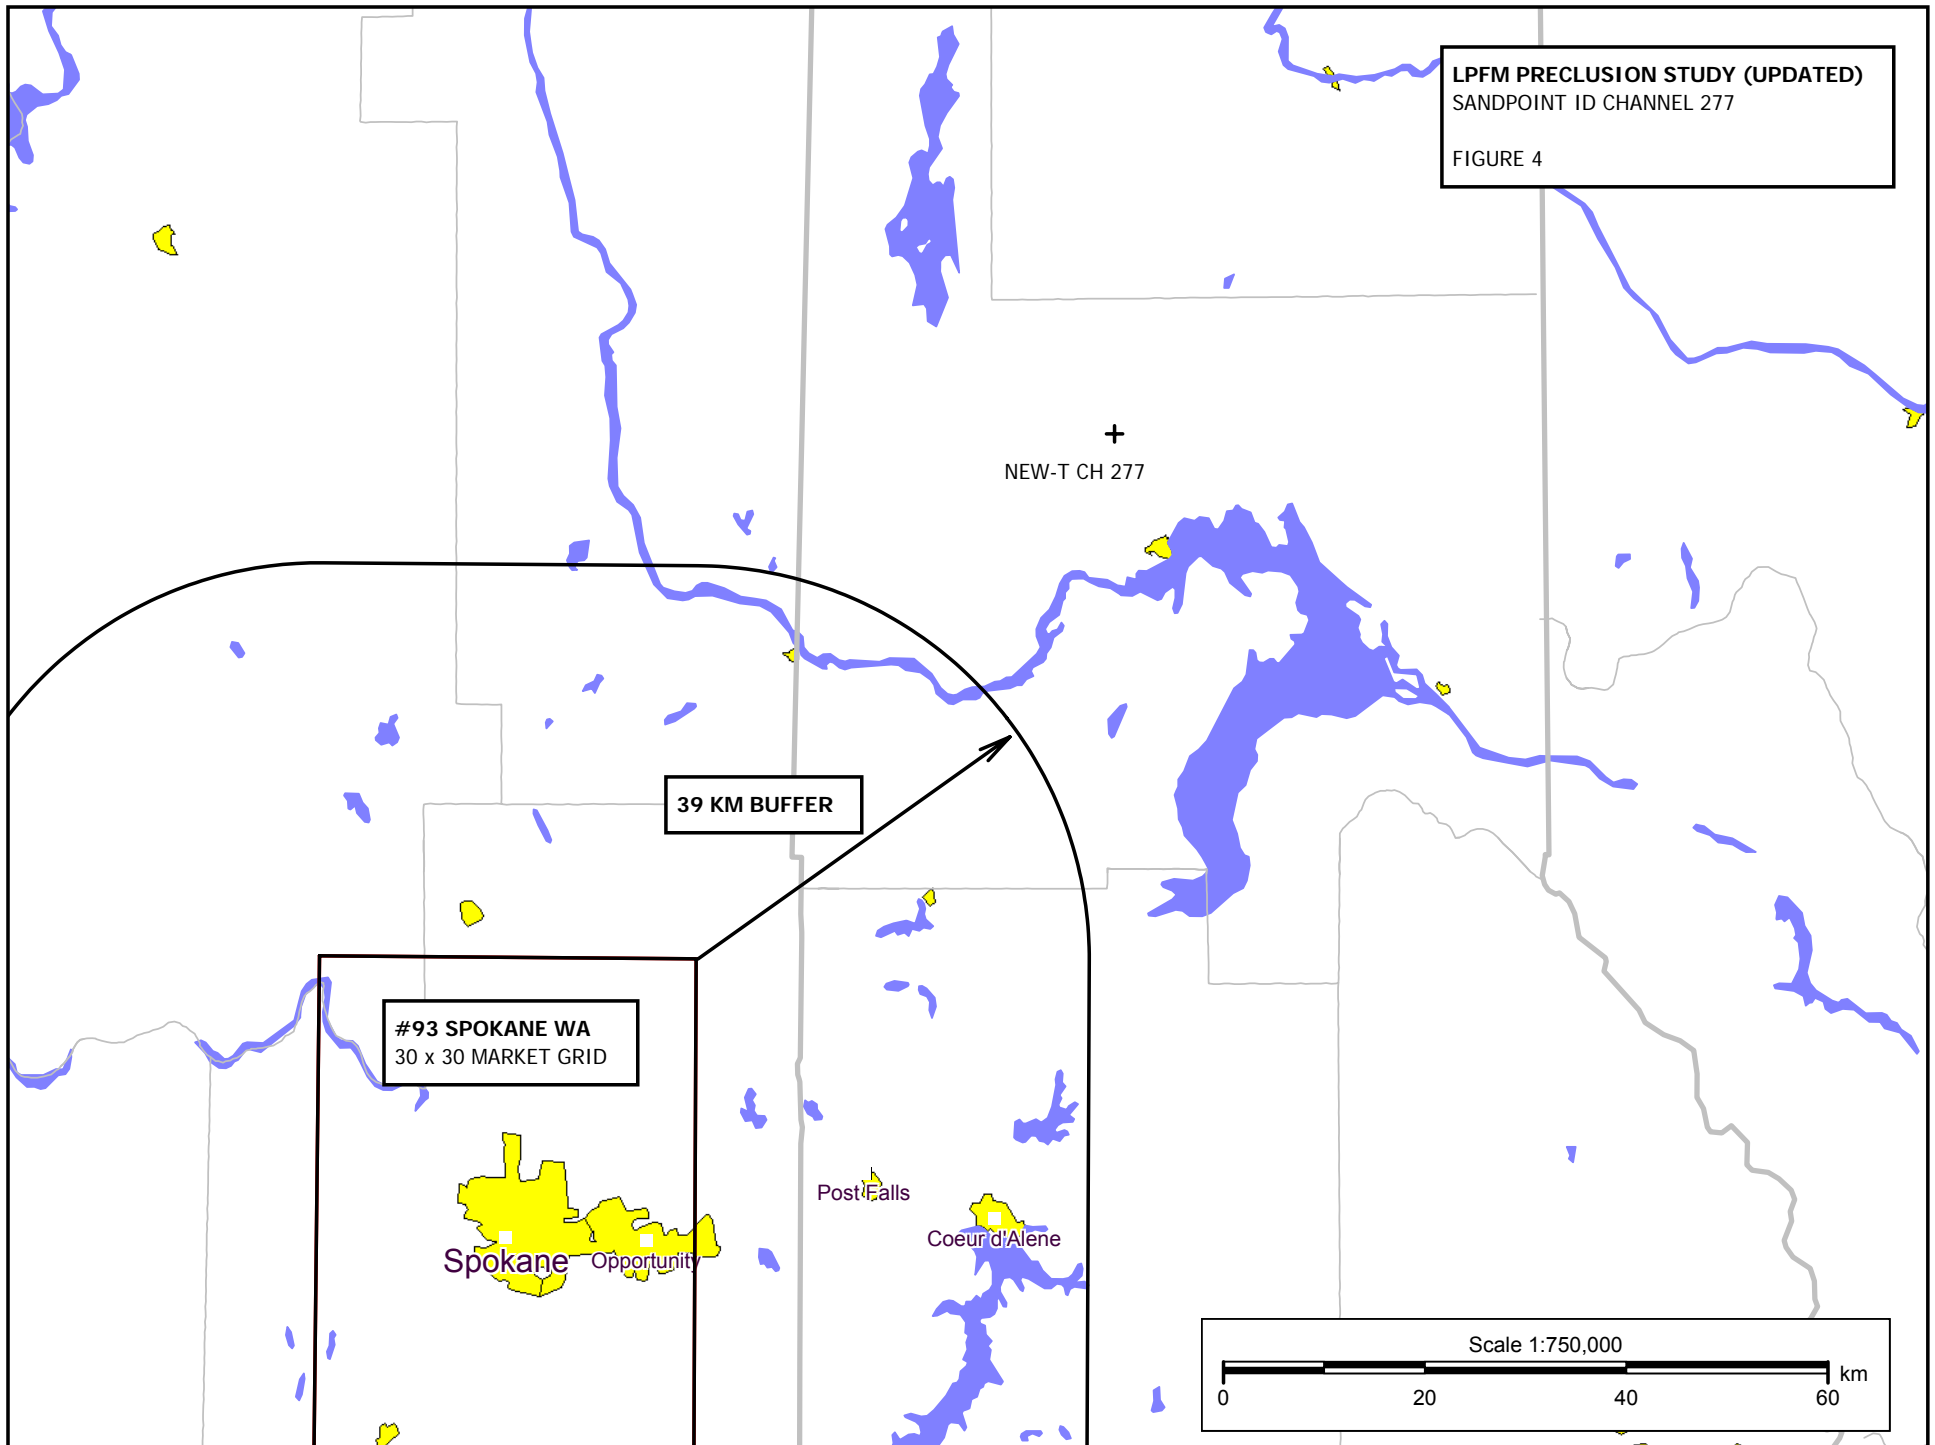 LPFM PRECLUSION STUDY (UPDATED)
SANDPOINT ID CHANNEL 277
FIGURE 4
NEW-T CH 277
39 KM BUFFER
#93 SPOKANE WA
30 x 30 MARKET GRID
Post Falls
Coeur d'Alene
Spokane
Opportunity
Scale 1:750,000
km
0
20
40
60